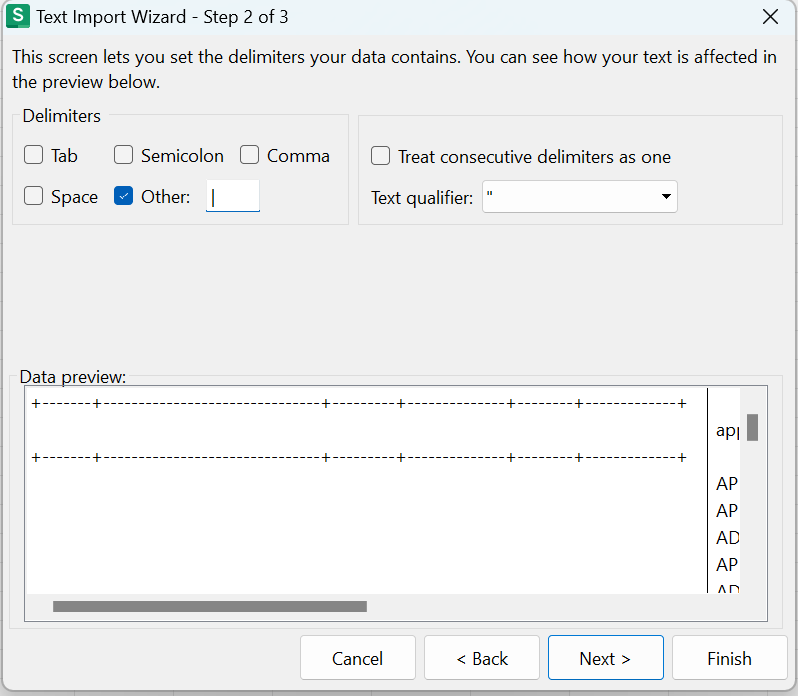 S Text Import Wizard - Step 2 of 3
This screen lets you set the delimiters your data contains. You can see how your text is affected in
the preview below.
Delimiters
Tab Semicolon Comma
Space Other: |
Treat consecutive delimiters as one
Text qualifier: "
Data preview:
+------+--------------------------+--------+------------+-------+-----------+
app
+------+--------------------------+--------+------------+-------+-----------+
AP
AP
AD
AP
AD
Cancel < Back Next > Finish